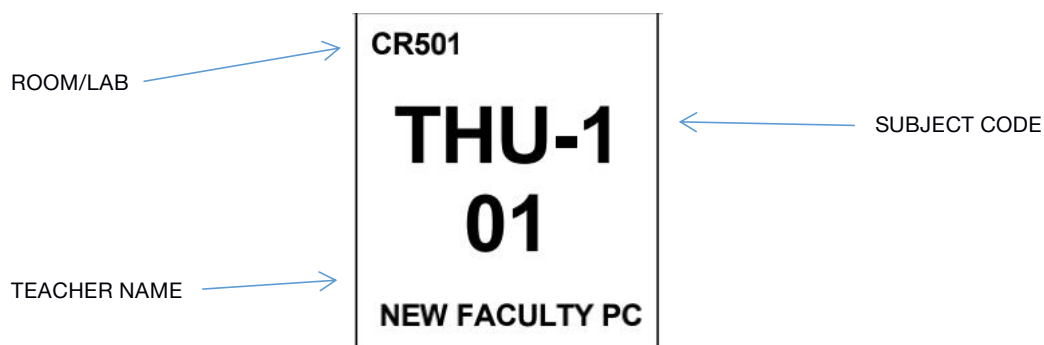 CR501
ROOM/LAB
THU-1
SUBJECT CODE
01
TEACHER NAME
NEW FACULTY PC